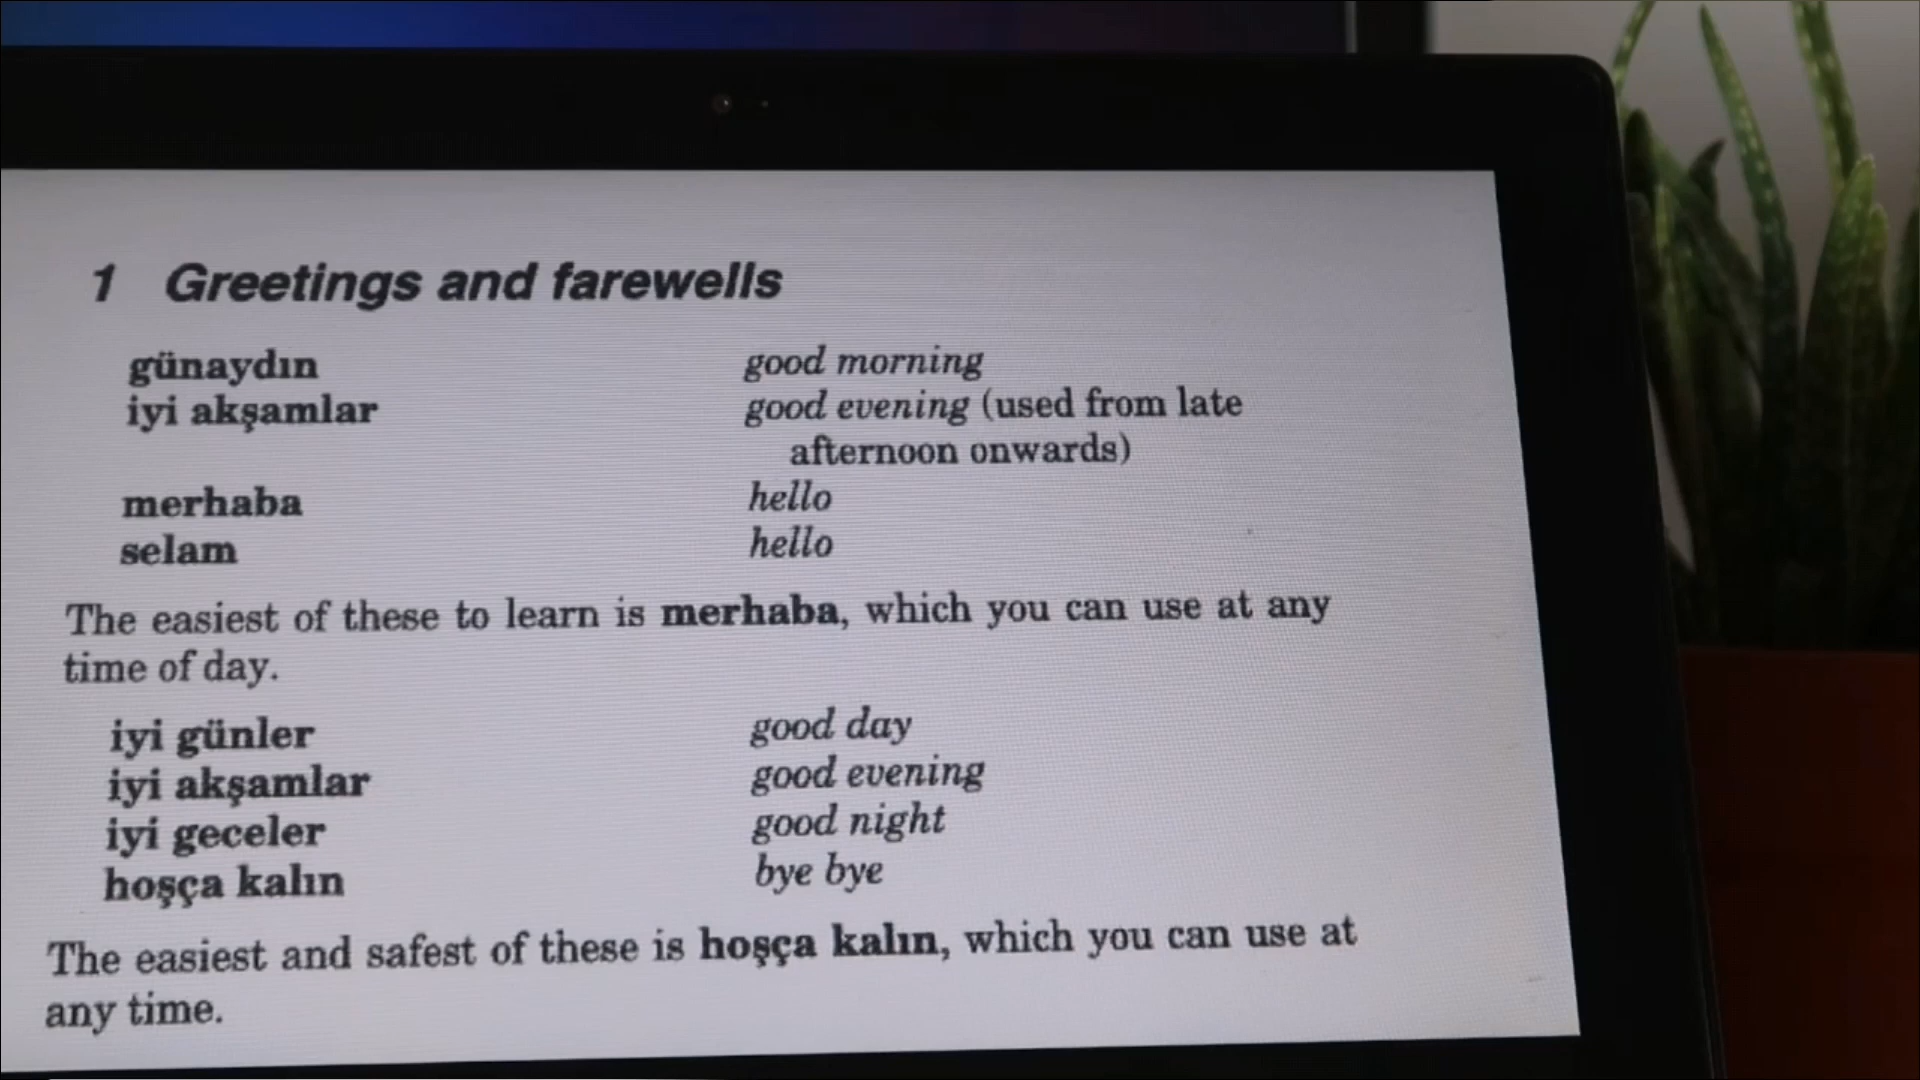 1 Greetings and farewells
günaydın good morning
iyi akşamlar good evening (used from late
afternoon onwards)
merhaba hello
selam hello
The easiest of these to learn is merhaba, which you can use at any
time of day.
iyi günler good day
iyi akşamlar good evening
iyi geceler good night
hoşça kalın bye bye
The easiest and safest of these is hoşça kalın, which you can use at
any time.